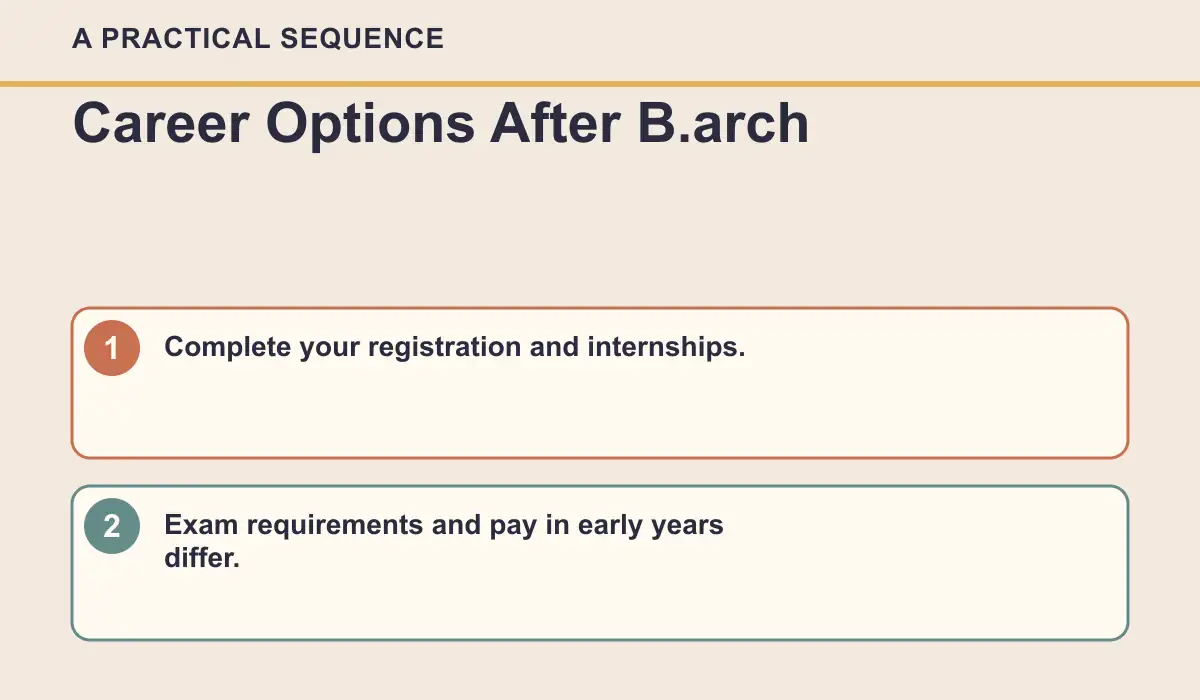 A PRACTICAL SEQUENCE
Career Options After B.arch
1
Complete your registration and internships.
2
Exam requirements and pay in early years
differ.